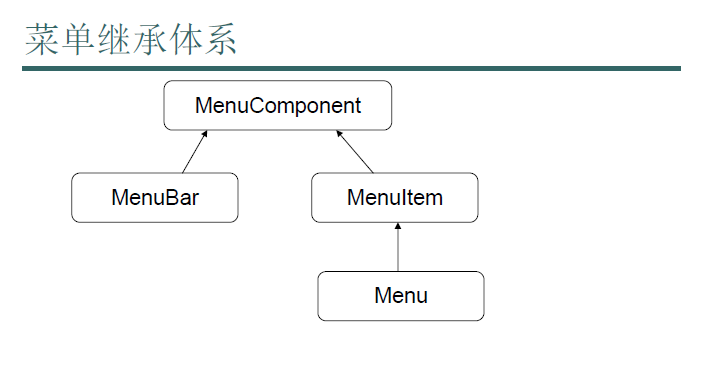 菜单继承体系
MenuComponent
MenuBar
MenuItem
Menu